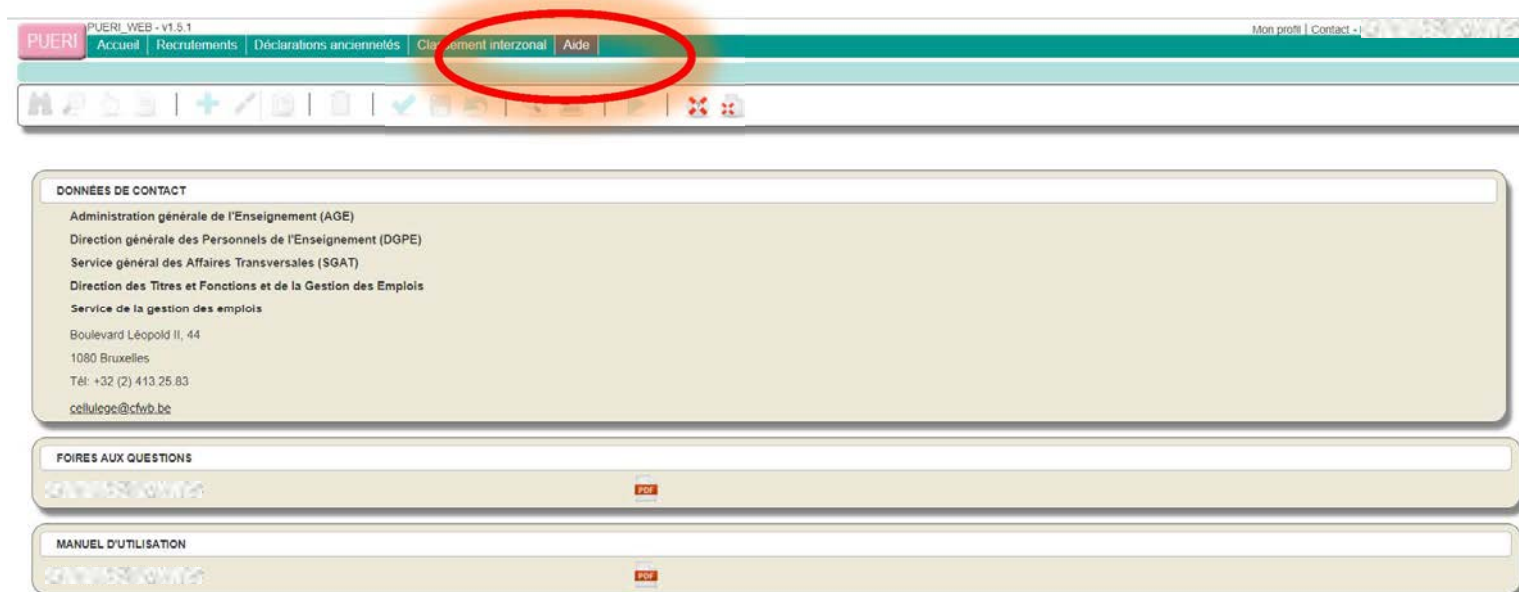 PUERI_WEB - v1.5.1
Mon profil | Contact -
PUERI
Accueil | Recrutements | Déclarations anciennetés | Classement interzonal | Aide
DONNÉES DE CONTACT
Administration générale de l'Enseignement (AGE)
Direction générale des Personnels de l'Enseignement (DGPE)
Service général des Affaires Transversales (SGAT)
Direction des Titres et Fonctions et de la Gestion des Emplois
Service de la gestion des emplois
Boulevard Léopold II, 44
1080 Bruxelles
Tél: +32 (2) 413.25.83
cellulege@cfwb.be
FOIRES AUX QUESTIONS
PDF
MANUEL D'UTILISATION
PDF